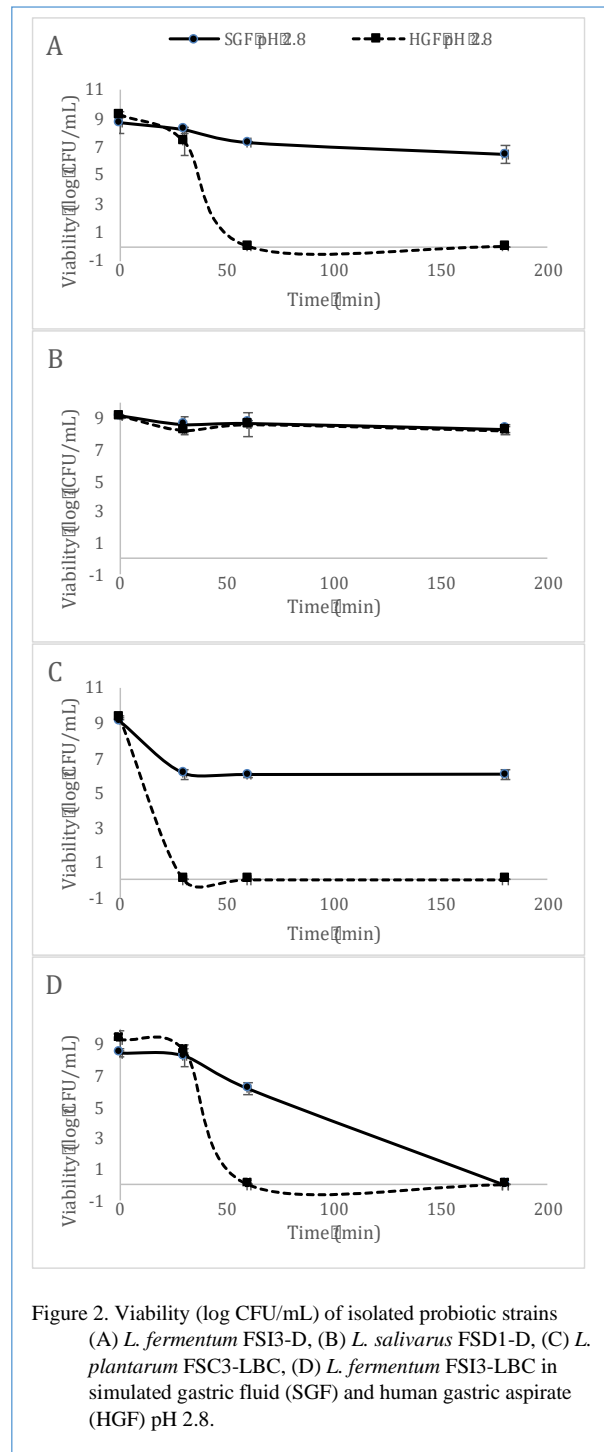 A
SGF⍰pH⍰2.8 HGF⍰pH⍰2.8
Viability⍰(log⍰CFU/mL)
11
9
7
5
3
1
-1
0 50 100 150 200
Time⍰(min)
B
Viability⍰(log⍰(CFU/mL)
9
7
5
3
1
-1
0 50 100 150 200
Time⍰(min)
C
Viability⍰(log⍰CFU/mL)
11
9
7
5
3
1
-1
0 50 100 150 200
Time⍰(min)
D
Viability⍰(log⍰CFU/mL)
9
7
5
3
1
-1
0 50 100 150 200
Time⍰(min)
Figure 2. Viability (log CFU/mL) of isolated probiotic strains
(A) L. fermentum FSI3-D, (B) L. salivarus FSD1-D, (C) L.
plantarum FSC3-LBC, (D) L. fermentum FSI3-LBC in
simulated gastric fluid (SGF) and human gastric aspirate
(HGF) pH 2.8.